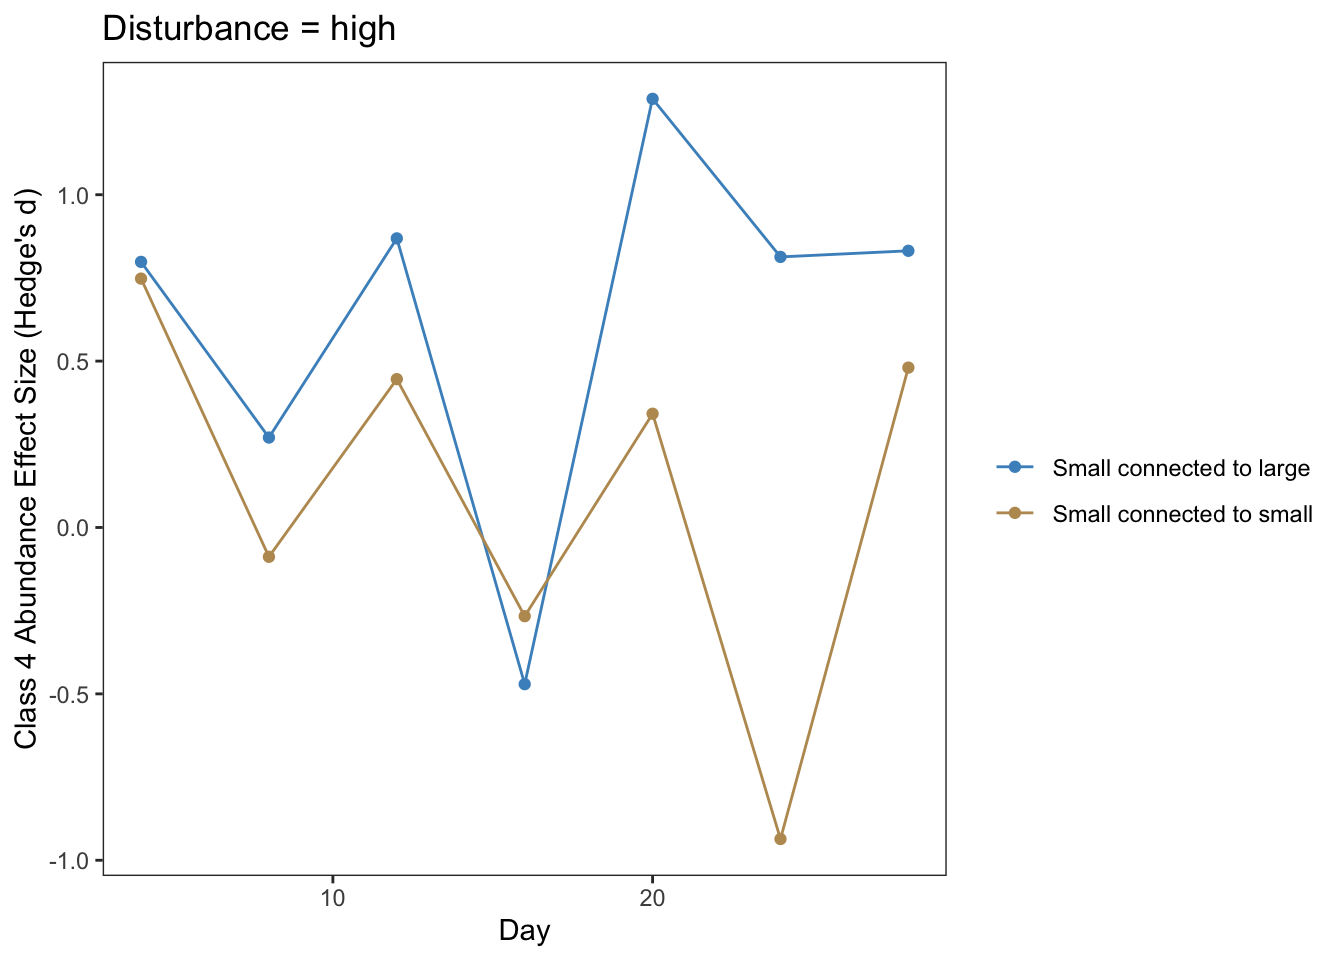 Disturbance = high
Class 4 Abundance Effect Size (Hedge's d)
1.0
0.5
0.0
-0.5
-1.0
10
20
Day
Small connected to large
Small connected to small